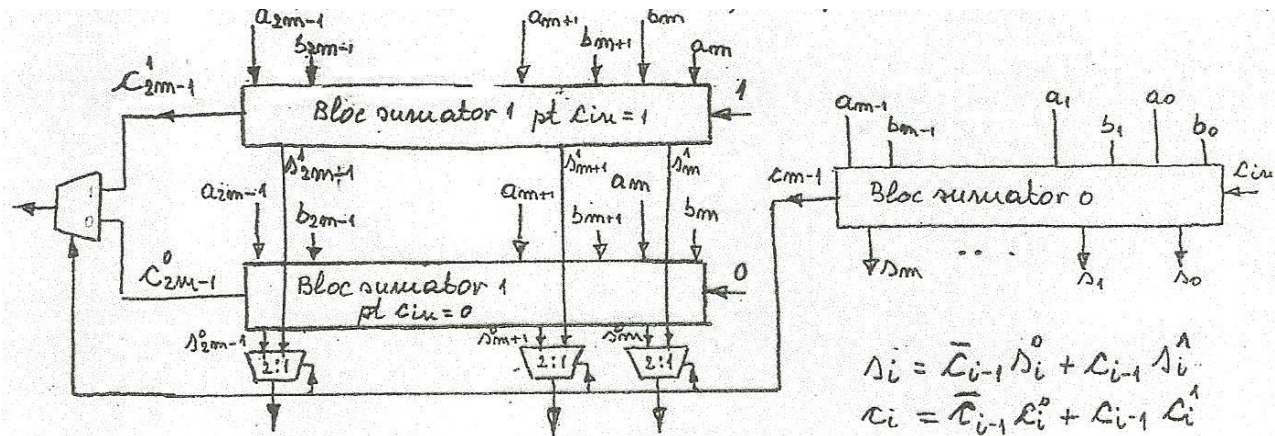 a2m-1
b2m-1
am+1
bm+1
bm
am
c¹2m-1
Bloc sumator 1 pt cin = 1
1
s¹2m-1
s¹m+1
s¹m
am-1
bm-1
a1
b1
a0
b0
cin
cm-1
Bloc sumator 0
sm
. .
s1
s0
1
0
a2m-1
b2m-1
am+1
bm+1
am
bm
c⁰2m-1
Bloc sumator 1
pt cin = 0
0
s⁰2m-1
s⁰m+1
s⁰m
2:1
2:1
2:1
si = c̄i-1 si⁰ + ci-1 si¹
ci = c̄i-1 ci⁰ + ci-1 ci¹